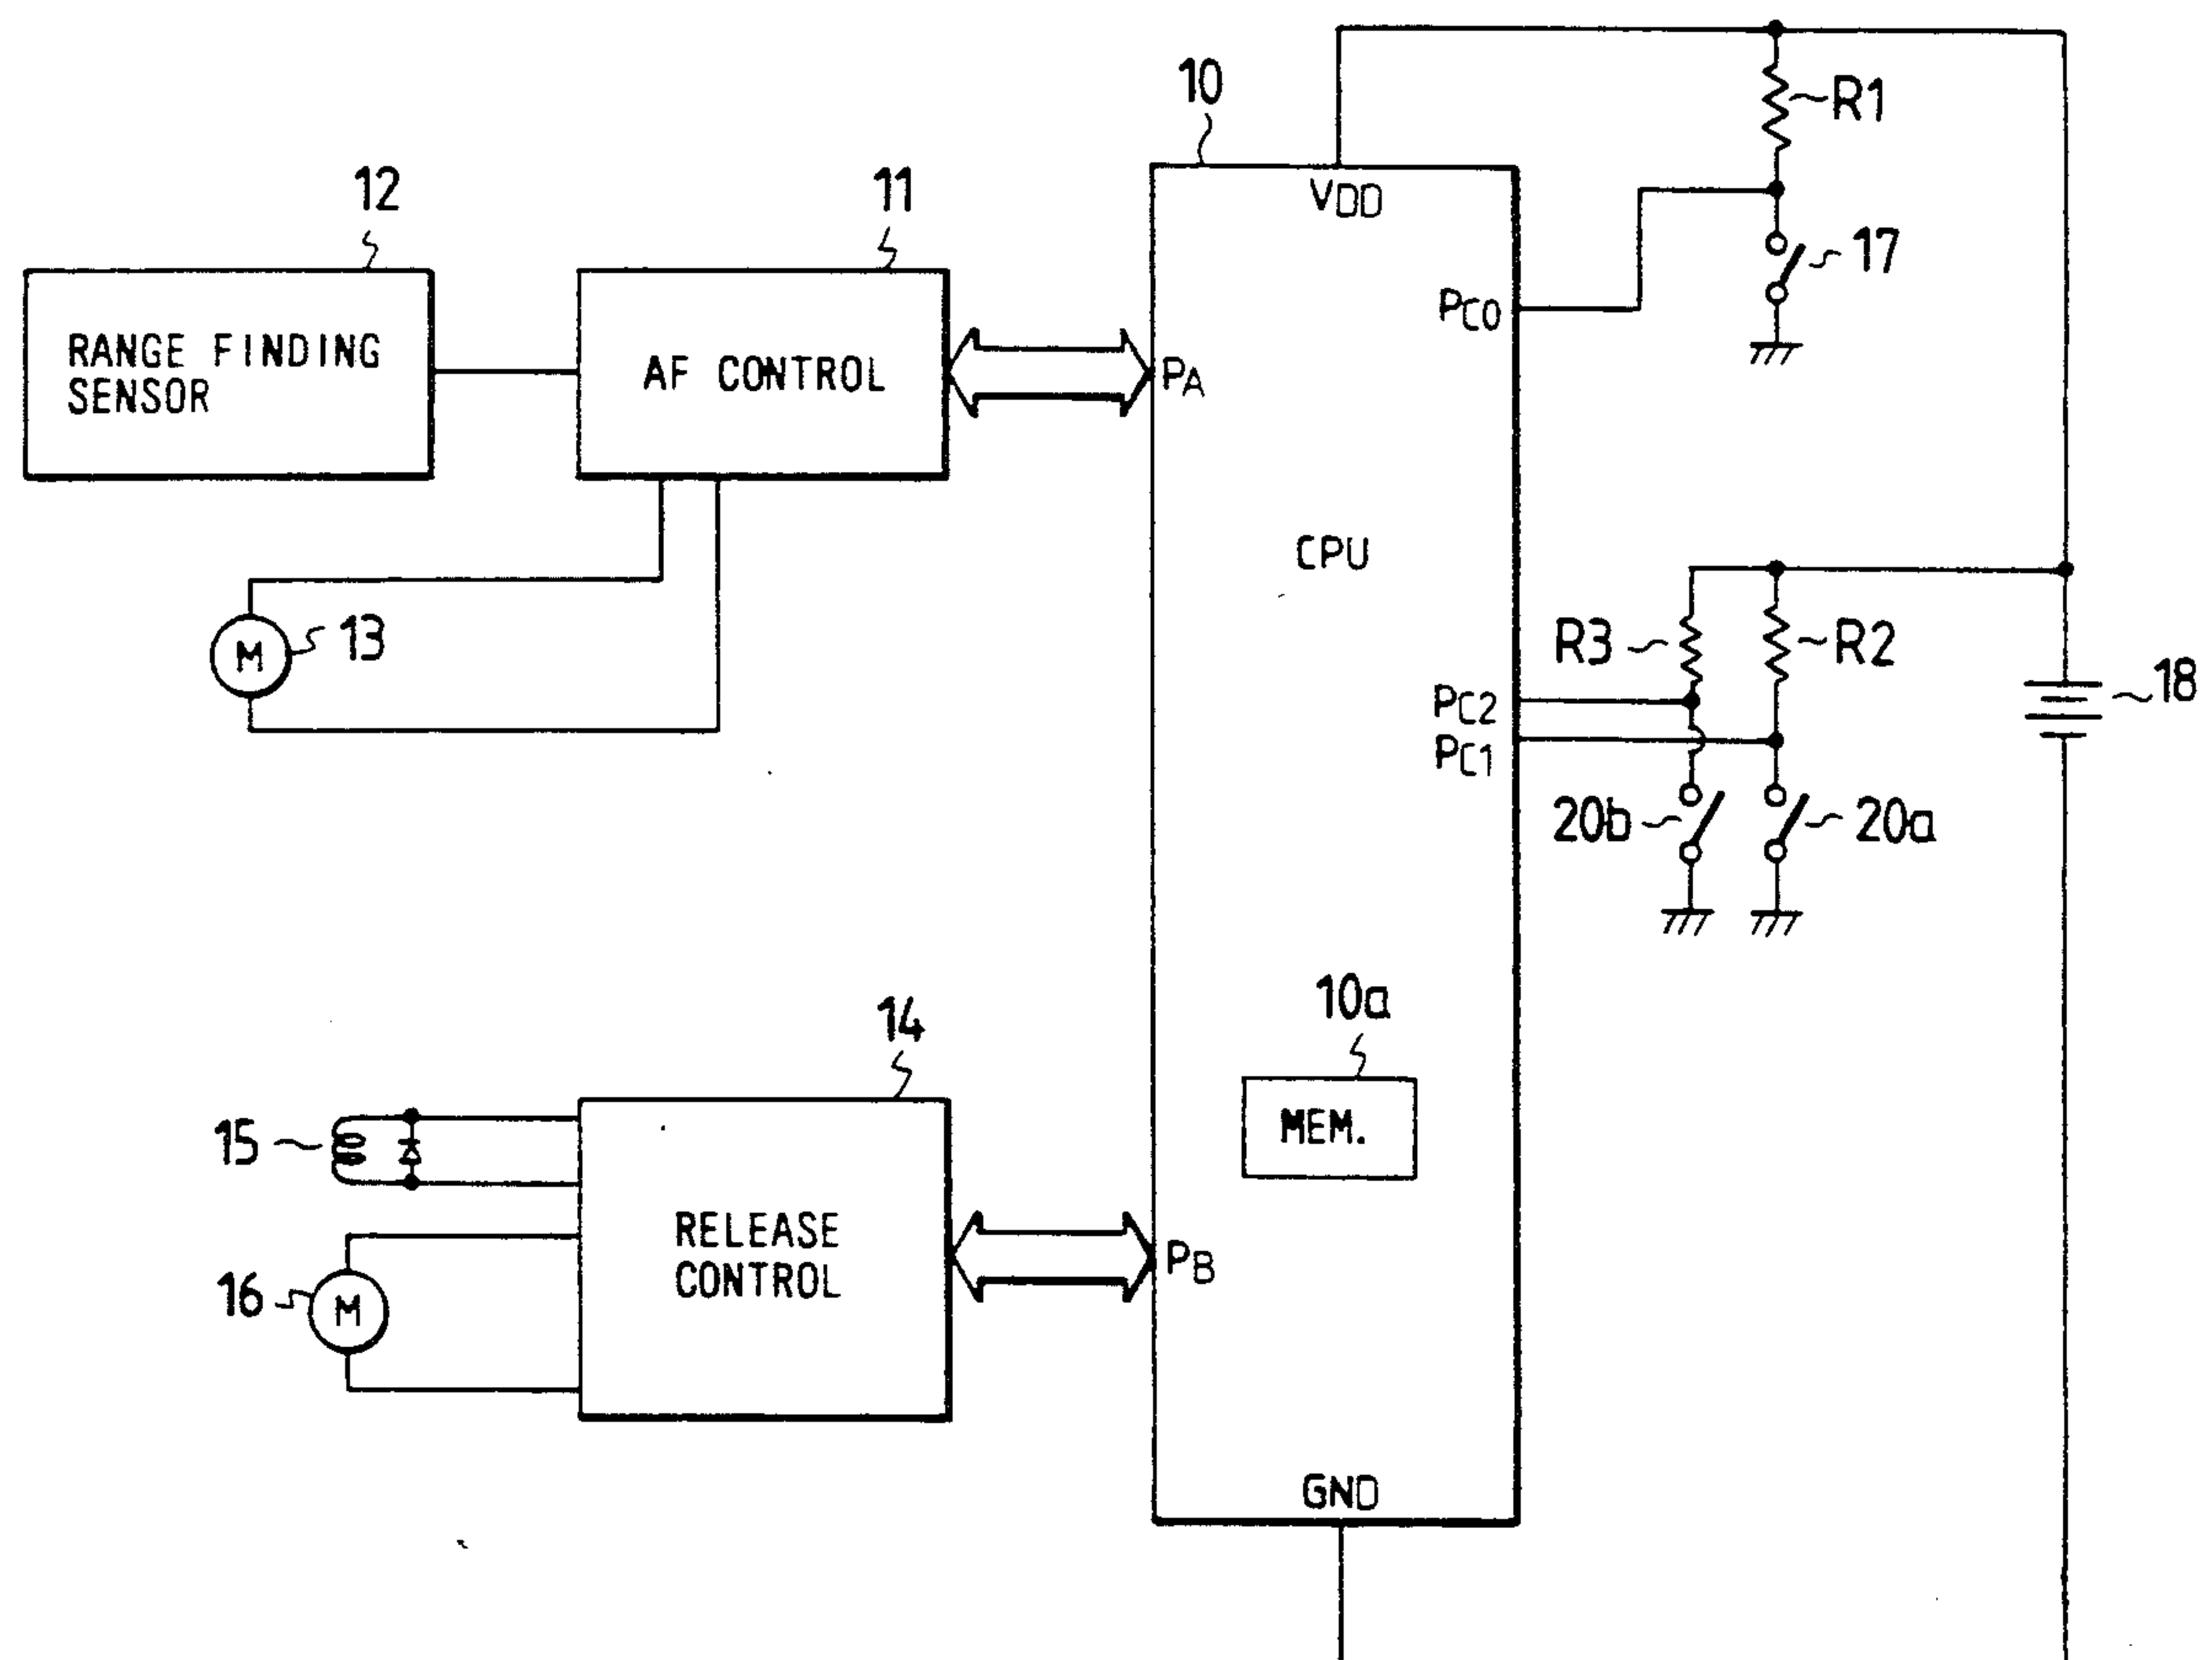 10
R1
12
11
VDD
17
PC0
RANGE FINDING
SENSOR
AF CONTROL
PA
CPU
13
M
R3
R2
18
PC2
PC1
20b
20a
10a
14
MEM.
15
RELEASE
CONTROL
PB
16
M
GND